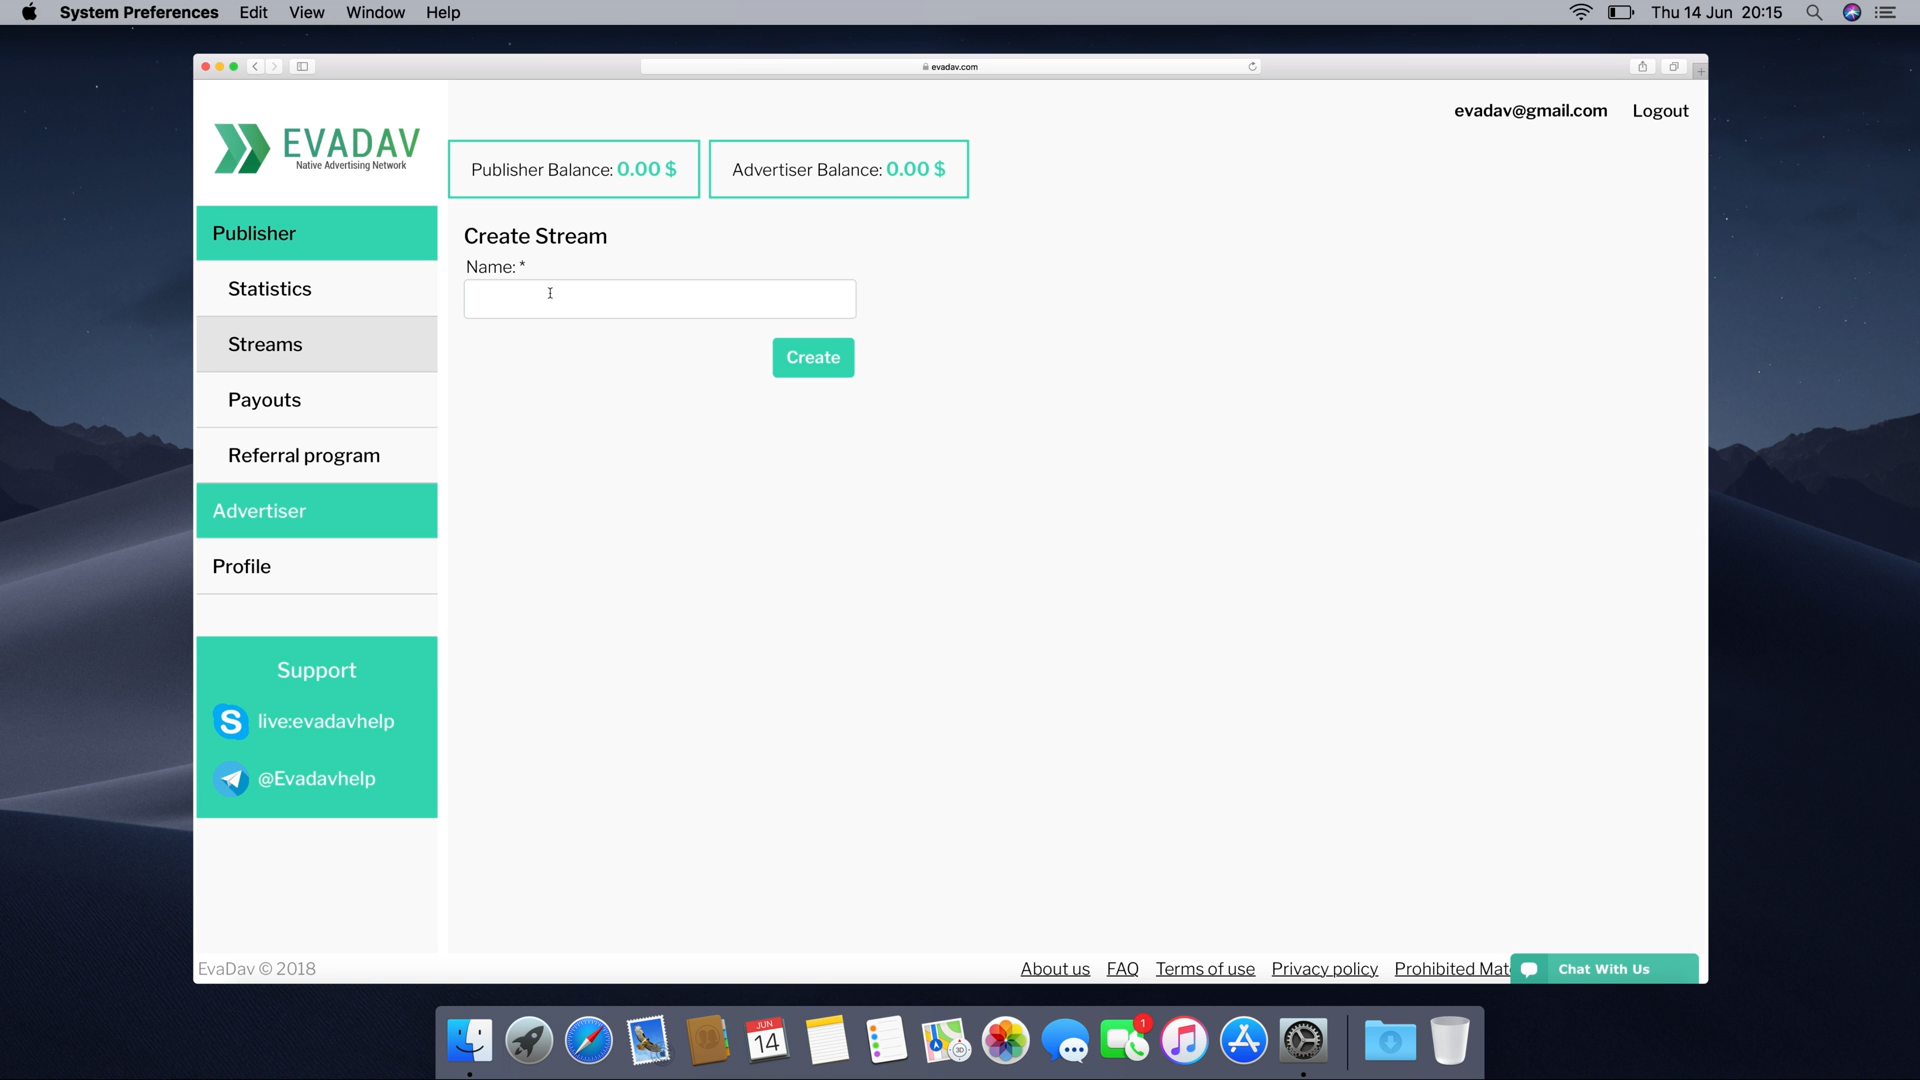 System Preferences Edit View Window Help
Thu 14 Jun 20:15
evadav.com
evadav@gmail.com Logout
EVADAV
Native Advertising Network
Publisher Balance: 0.00 $
Advertiser Balance: 0.00 $
Publisher
Statistics
Streams
Payouts
Referral program
Advertiser
Profile
Create Stream
Name: *
Create
Support
live:evadavhelp
@Evadavhelp
EvaDav © 2018
About us FAQ Terms of use Privacy policy Prohibited Mat
Chat With Us
JUN
14
3D
1